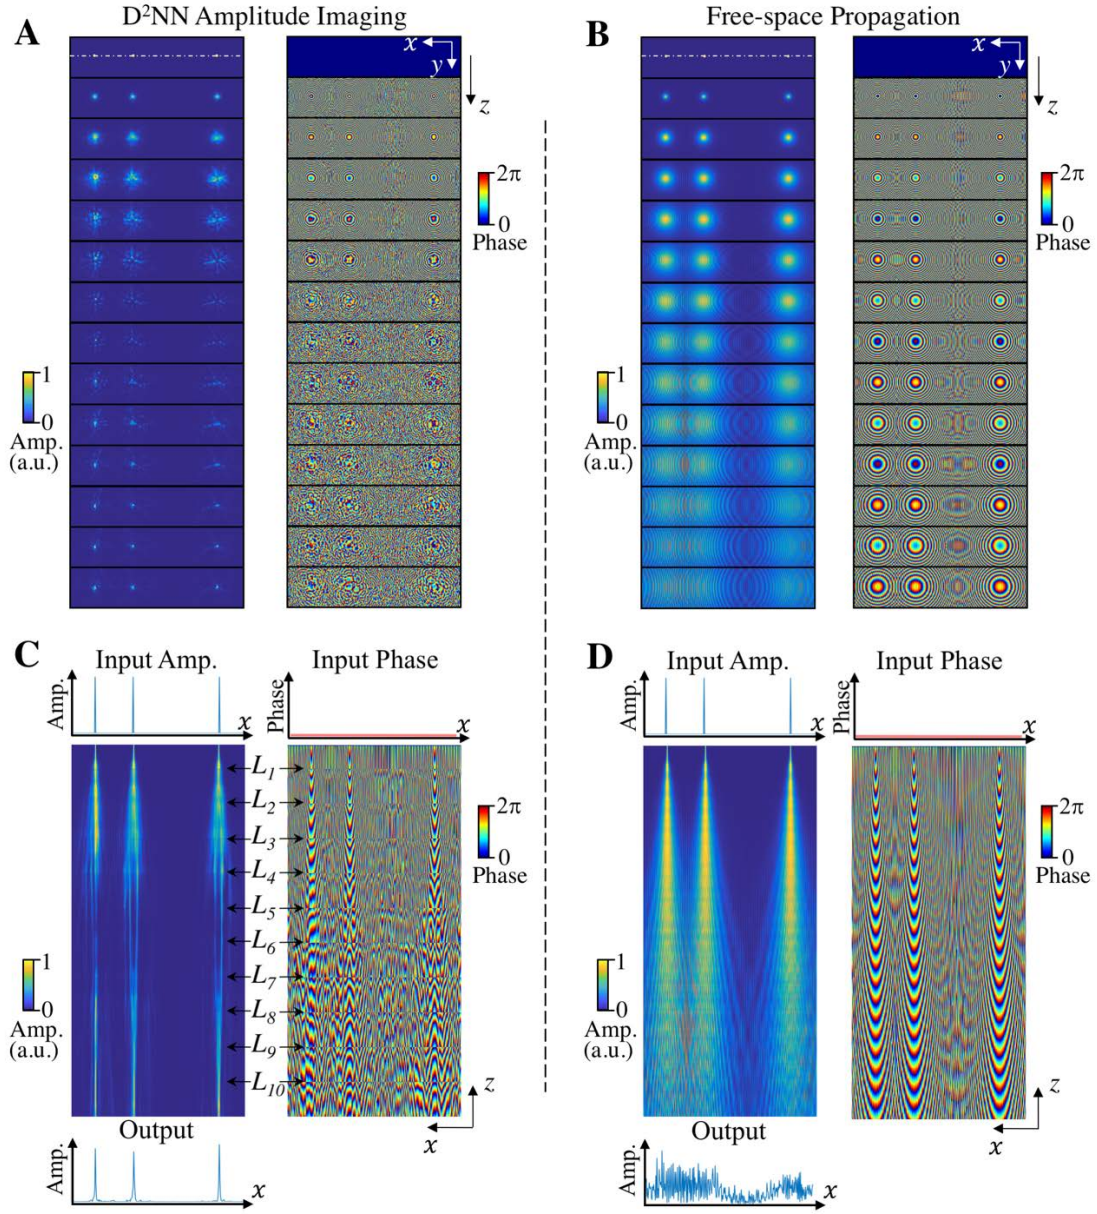 D²NN Amplitude Imaging
Free-space Propagation
A
B
x
y
z
x
y
z
2π
0
Phase
2π
0
Phase
1
0
Amp.
(a.u.)
1
0
Amp.
(a.u.)
C
Input Amp.
Input Phase
D
Input Amp.
Input Phase
Amp.
x
Phase
x
Amp.
x
Phase
x
L₁
L₂
L₃
L₄
L₅
L₆
L₇
L₈
L₉
L₁₀
2π
0
Phase
2π
0
Phase
1
0
Amp.
(a.u.)
1
0
Amp.
(a.u.)
z
x
z
x
Output
Amp.
x
Output
Amp.
x